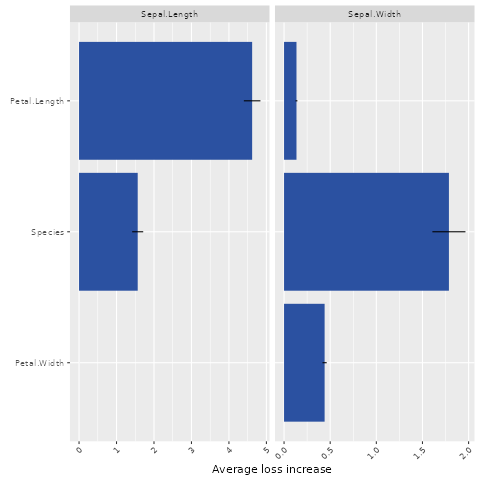 Sepal.Length Sepal.Width
Petal.Length
Species
Petal.Width
0 1 2 3 4 5 0.0 0.5 1.0 1.5 2.0
Average loss increase